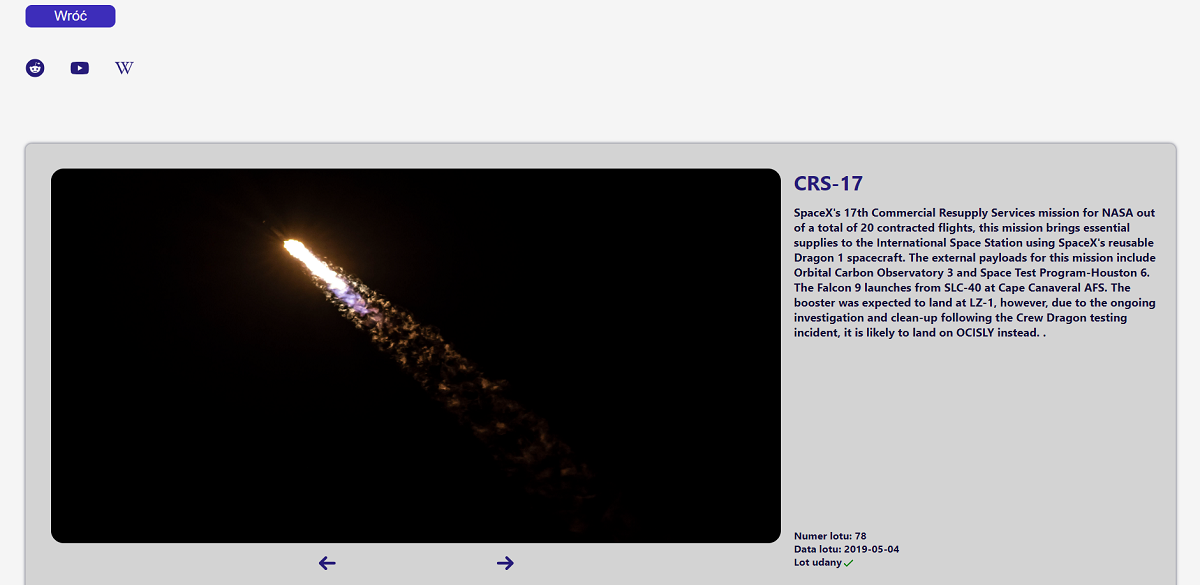 Wróć
CRS-17
SpaceX's 17th Commercial Resupply Services mission for NASA out
of a total of 20 contracted flights, this mission brings essential
supplies to the International Space Station using SpaceX's reusable
Dragon 1 spacecraft. The external payloads for this mission include
Orbital Carbon Observatory 3 and Space Test Program-Houston 6.
The Falcon 9 launches from SLC-40 at Cape Canaveral AFS. The
booster was expected to land at LZ-1, however, due to the ongoing
investigation and clean-up following the Crew Dragon testing
incident, it is likely to land on OCISLY instead. .
Numer lotu: 78
Data lotu: 2019-05-04
Lot udany